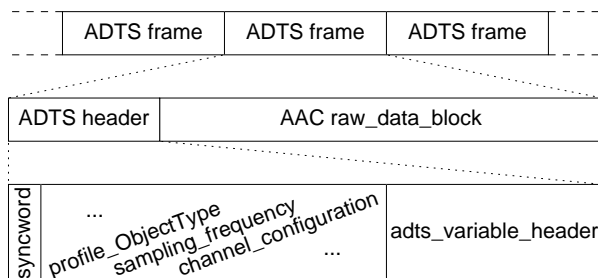 ADTS frame ADTS frame ADTS frame
ADTS header AAC raw_data_block
syncword
...
profile_ObjectType
sampling_frequency
channel_configuration
...
adts_variable_header